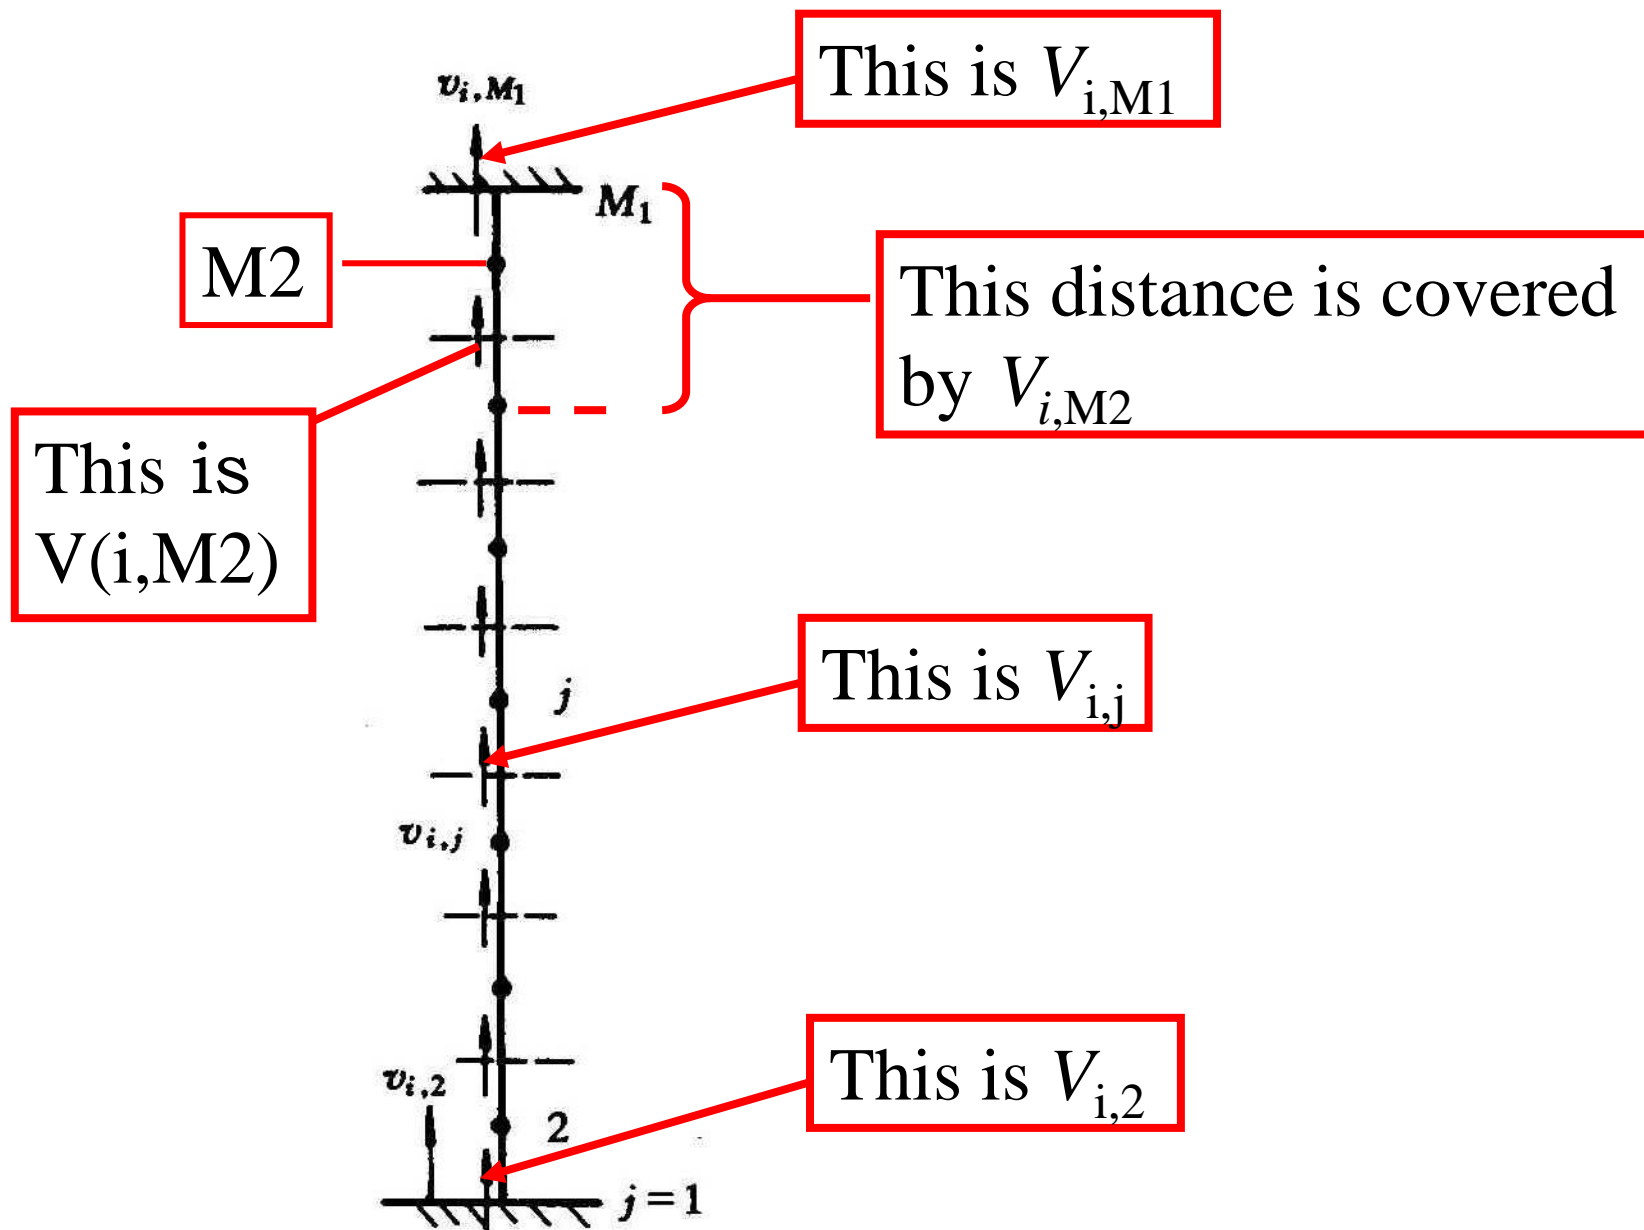 This is V_{i,M1}
v_{i,M_1}
M_1
M2
This distance is covered
by V_{i,M2}
This is
V(i,M2)
This is V_{i,j}
j
v_{i,j}
This is V_{i,2}
v_{i,2}
2
j = 1